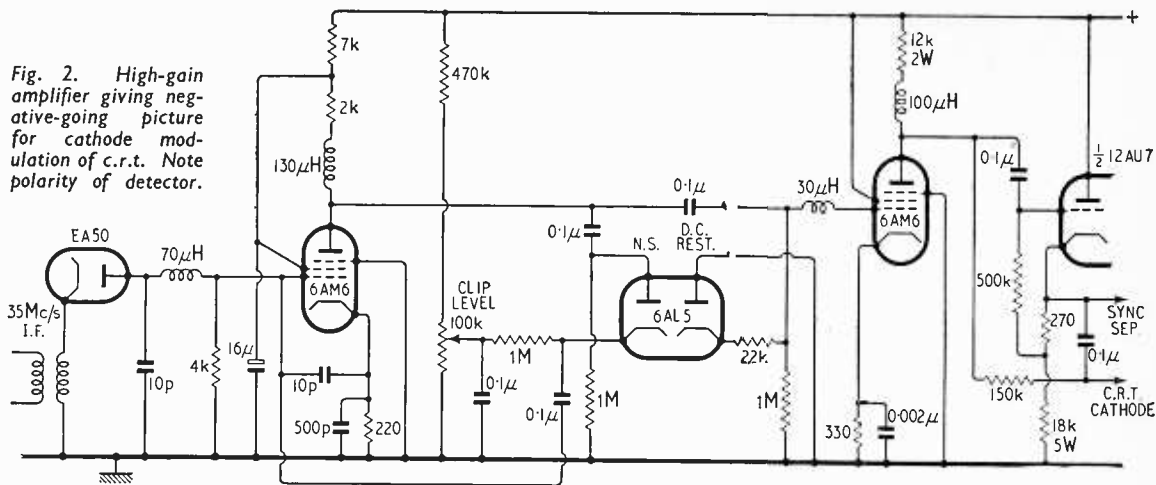 Fig. 2. High-gain
amplifier giving neg-
ative-going picture
for cathode mod-
ulation of c.r.t. Note
polarity of detector.
7k
2k
130μH
470k
EA50
70μH
35Mc/s
I.F.
10p
4k
16μ
6AM6
10p
500p
220
CLIP
LEVEL
100k
1M
0·1μ
0·1μ
0·1μ
0·1μ
N.S.
D.C.
REST.
6AL5
1M
22k
1M
30μH
12k
2W
100μH
6AM6
330
0·002μ
0·1μ
½ 12AU7
500k
270
0·1μ
150k
18k
5W
SYNC
SEP
C.R.T.
CATHODE
+